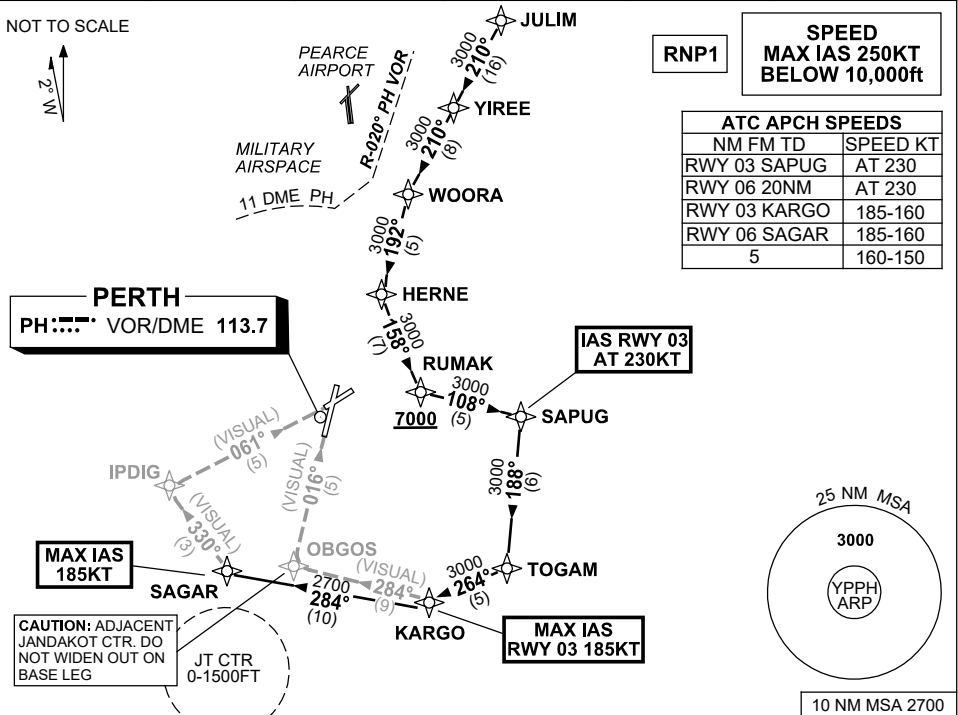 NOT TO SCALE
2° W
JULIM
3000
210°
(16)
PEARCE
AIRPORT
R-020° PH VOR
YIREE
RNP1
SPEED
MAX IAS 250KT
BELOW 10,000ft
ATC APCH SPEEDS
NM FM TD SPEED KT
RWY 03 SAPUG AT 230
RWY 06 20NM AT 230
RWY 03 KARGO 185-160
RWY 06 SAGAR 185-160
5 160-150
MILITARY
AIRSPACE
11 DME PH
3000
210°
(8)
WOORA
3000
192°
(5)
HERNE
PERTH
PH VOR/DME 113.7
3000
158°
(7)
RUMAK
7000
3000
108°
(5)
IAS RWY 03
AT 230KT
SAPUG
(VISUAL)
061°
(5)
IPDIG
(VISUAL)
016°
(5)
3000
188°
(6)
(VISUAL)
330°
(3)
MAX IAS
185KT
SAGAR
OBGOS
(VISUAL)
284°
(9)
2700
284°
(10)
3000
264°
(5)
TOGAM
KARGO
MAX IAS
RWY 03 185KT
CAUTION: ADJACENT
JANDAKOT CTR. DO
NOT WIDEN OUT ON
BASE LEG
JT CTR
0-1500FT
25 NM MSA
3000
YPPH
ARP
10 NM MSA 2700